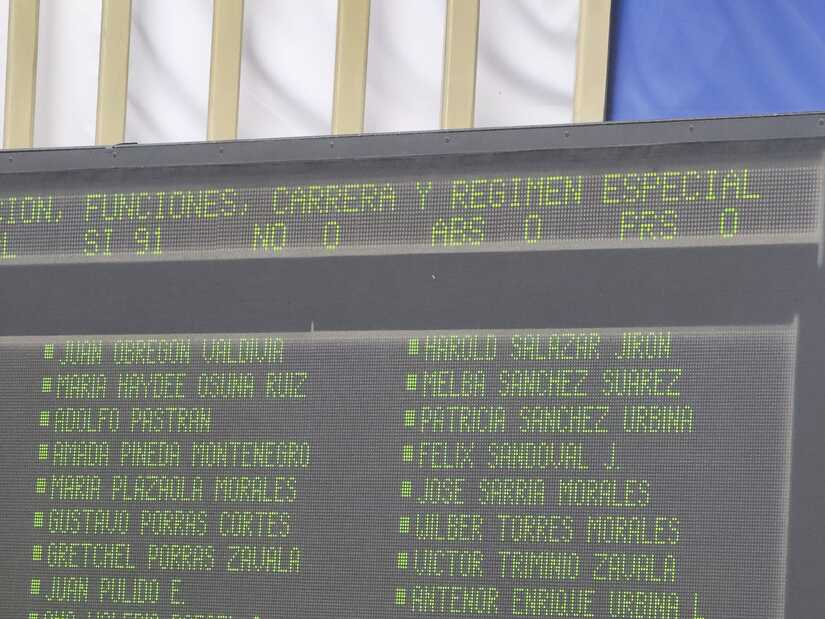 FUNCIONES, CARRERA Y REGIMEN ESPECIAL
SI 91 NO 0 ABS 0 PRS 0
JUAN OBREGON VALDIVIA
MARIA HAYDEE OSUNA RUIZ
ADOLFO PASTRAN
AMADA PINEDA MONTENEGRO
MARIA PLAZAOLA MORALES
GUSTAVO PORRAS CORTES
GRETCHEL PORRAS ZAVALA
JUAN PULIDO E.
HAROLD SALAZAR JIRON
MELBA SANCHEZ SUAREZ
PATRICIA SANCHEZ URBINA
FELIX SANDOVAL J.
JOSE SARRIA MORALES
WILBER TORRES MORALES
VICTOR TRIMINIO ZAVALA
ANTENOR ENRIQUE URBINA L